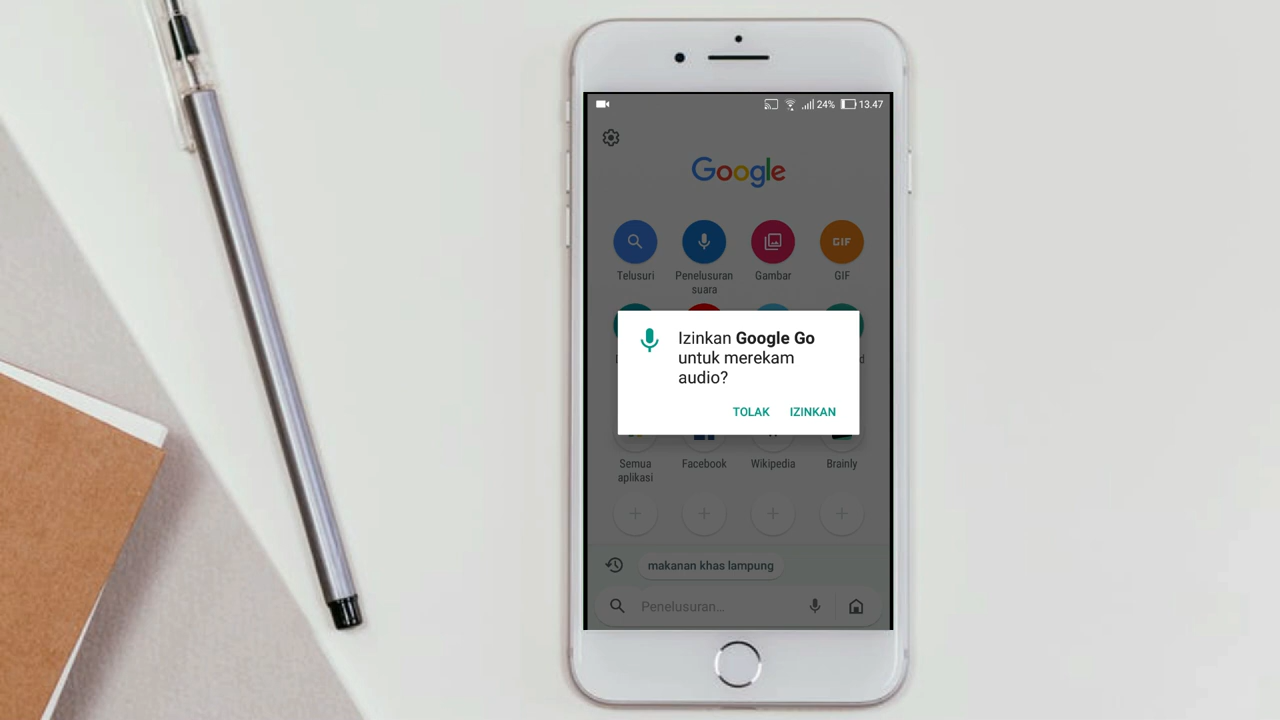 24% 13.47
Google
GIF
Telusuri
Penelusuran
suara
Gambar
GIF
Izinkan Google Go
untuk merekam
audio?
TOLAK IZINKAN
Semua
aplikasi
Facebook
Wikipedia
Brainly
makanan khas lampung
Penelusuran...